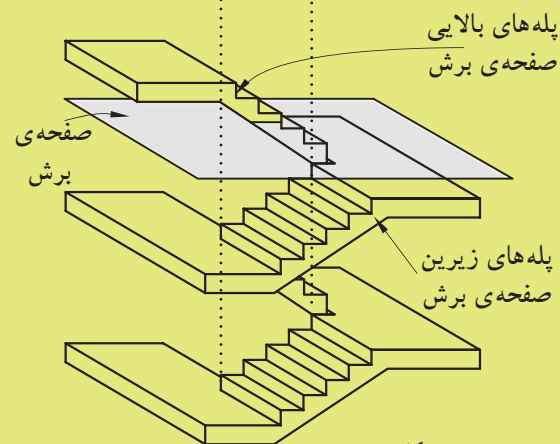 پله‌های بالایی
صفحه‌ی برش
صفحه‌ی
برش
پله‌های زیرین
صفحه‌ی برش